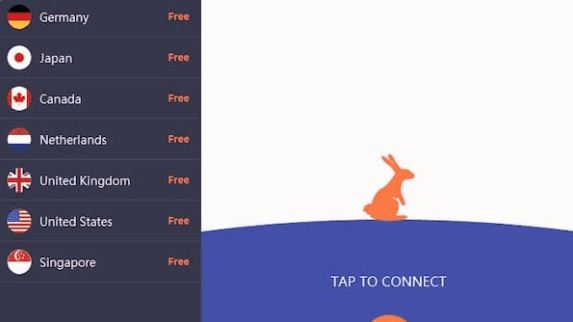 Germany Free
Japan Free
Canada Free
Netherlands Free
United Kingdom Free
United States Free
Singapore Free
TAP TO CONNECT